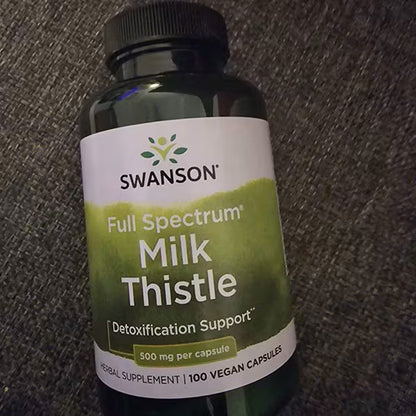 SWANSON®
Full Spectrum®
Milk
Thistle
Detoxification Support**
500 mg per capsule
HERBAL SUPPLEMENT | 100 VEGAN CAPSULES